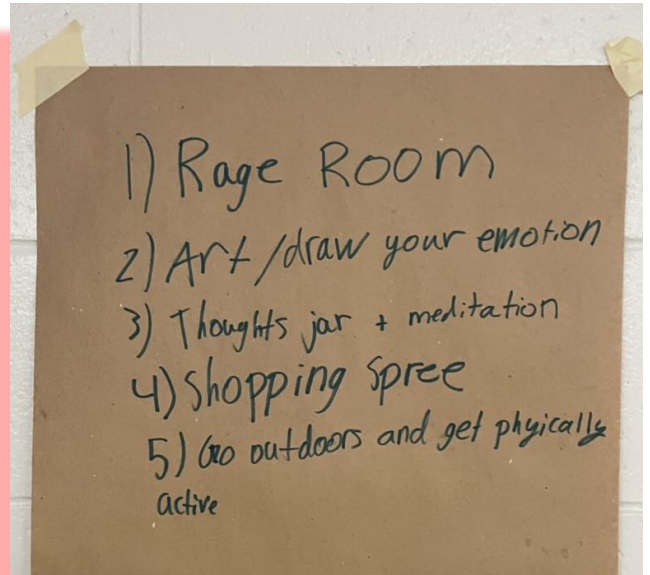 1) Rage Room
2) Art/draw your emotion
3) Thoughts jar + meditation
4) Shopping Spree
5) Go outdoors and get phyically
active